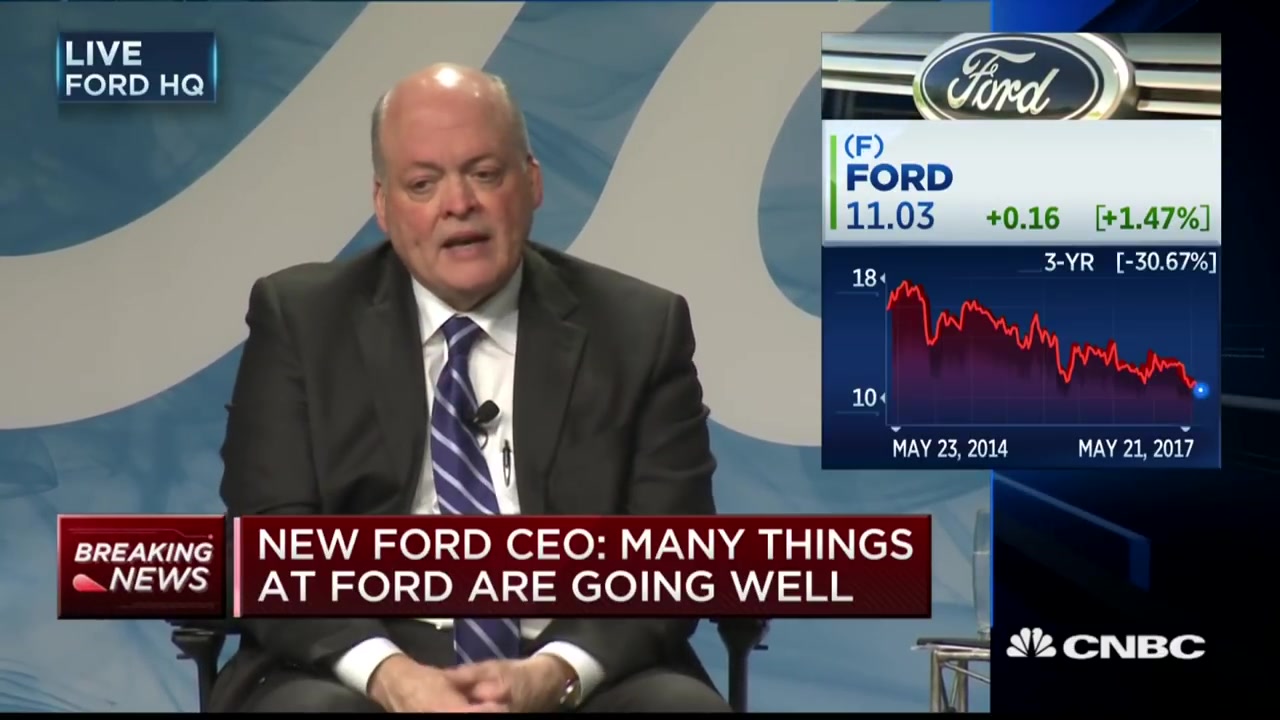 LIVE
FORD HQ
Ford
(F)
FORD
11.03 +0.16 [+1.47%]
3-YR [-30.67%]
18
10
MAY 23, 2014 MAY 21, 2017
BREAKING
NEWS
NEW FORD CEO: MANY THINGS
AT FORD ARE GOING WELL
CNBC